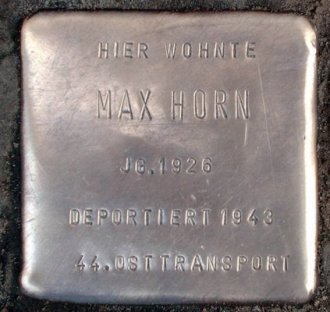 HIER WOHNTE
MAX HORN
JG. 1926
DEPORTIERT 1943
44. OSTTRANSPORT